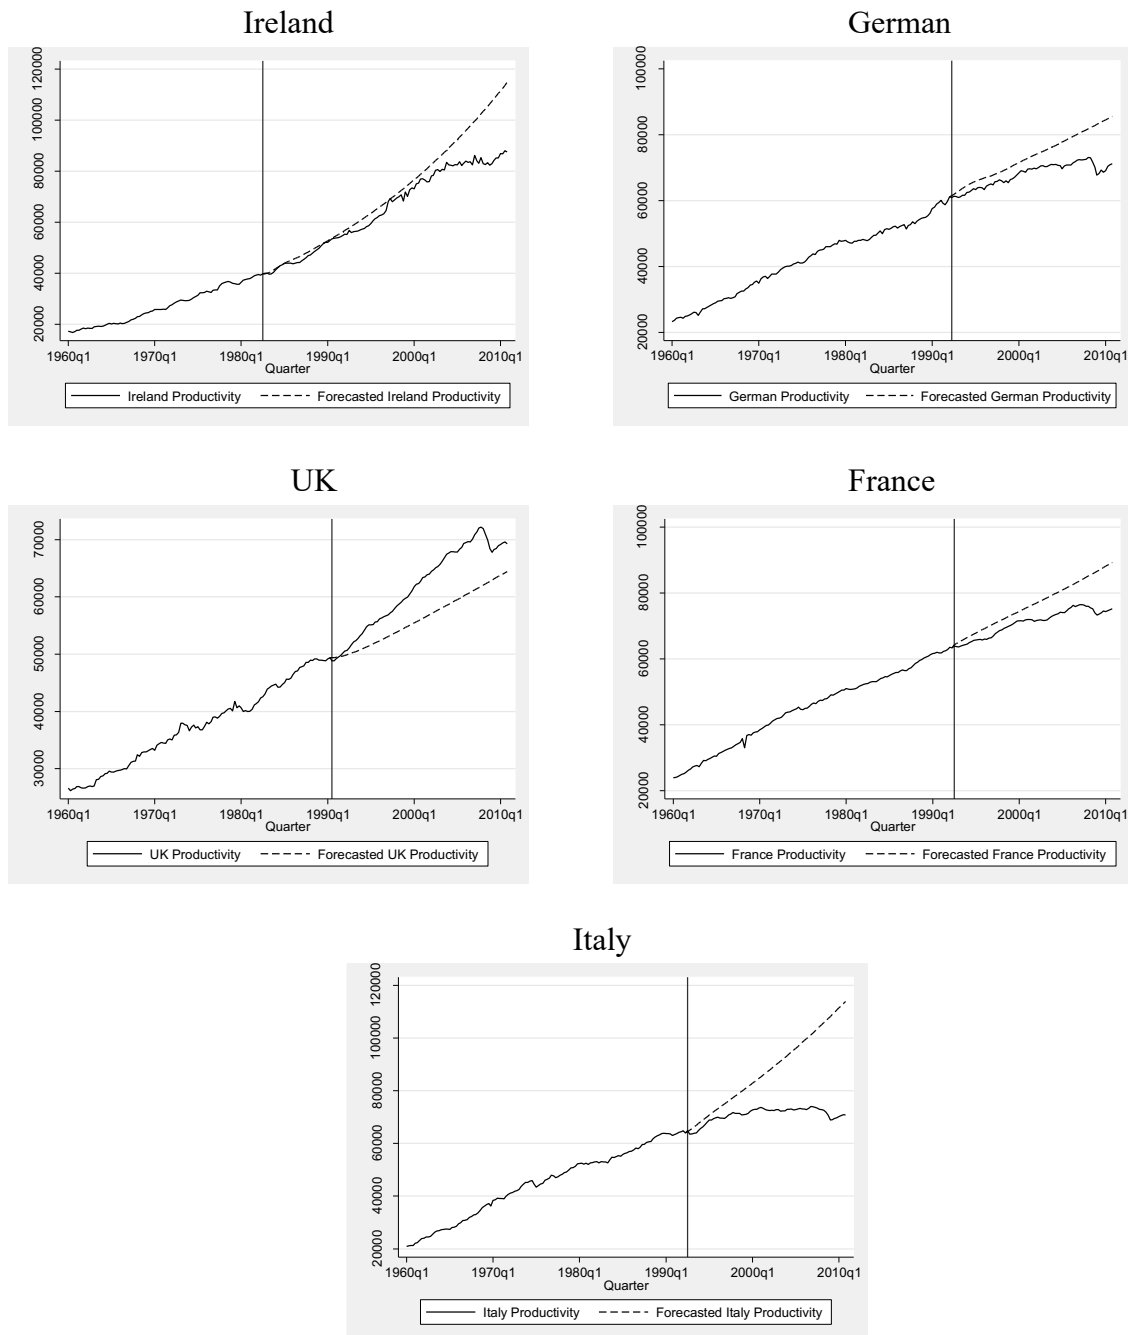 Ireland
120000
100000
80000
60000
40000
20000
1960q1 1970q1 1980q1 1990q1 2000q1 2010q1
Quarter
Ireland Productivity Forecasted Ireland Productivity
German
100000
80000
60000
40000
20000
1960q1 1970q1 1980q1 1990q1 2000q1 2010q1
Quarter
German Productivity Forecasted German Productivity
UK
70000
60000
50000
40000
30000
1960q1 1970q1 1980q1 1990q1 2000q1 2010q1
Quarter
UK Productivity Forecasted UK Productivity
France
100000
80000
60000
40000
20000
1960q1 1970q1 1980q1 1990q1 2000q1 2010q1
Quarter
France Productivity Forecasted France Productivity
Italy
120000
100000
80000
60000
40000
20000
1960q1 1970q1 1980q1 1990q1 2000q1 2010q1
Quarter
Italy Productivity Forecasted Italy Productivity